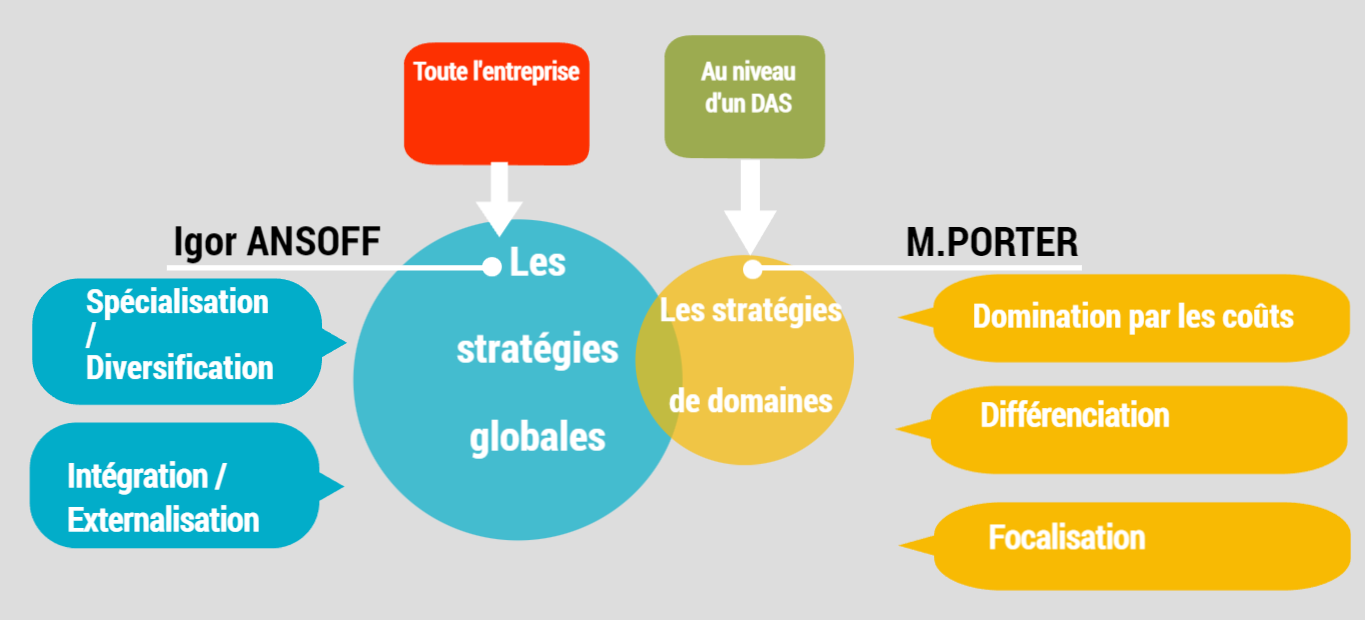 Toute l'entreprise
Au niveau
d'un DAS
Igor ANSOFF
M.PORTER
Les
stratégies
globales
Les stratégies
de domaines
Spécialisation
/
Diversification
Intégration /
Externalisation
Domination par les coûts
Différenciation
Focalisation